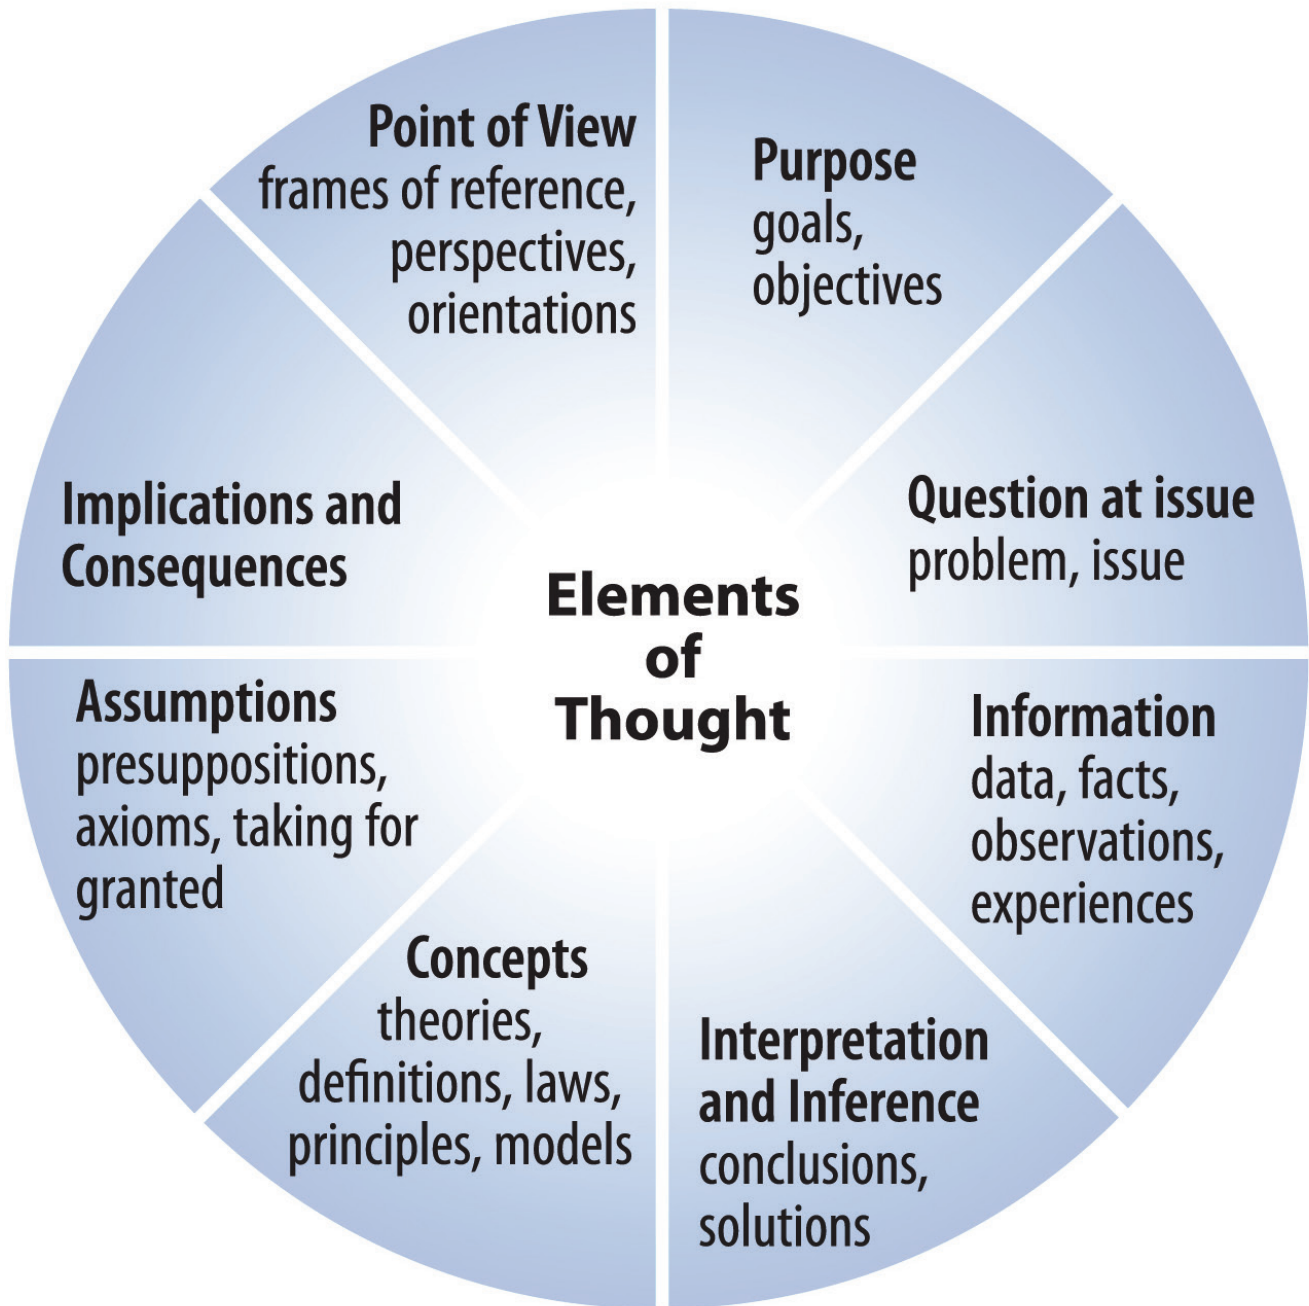 Point of View
frames of reference,
perspectives,
orientations
Purpose
goals,
objectives
Question at issue
problem, issue
Information
data, facts,
observations,
experiences
Interpretation
and Inference
conclusions,
solutions
Concepts
theories,
definitions, laws,
principles, models
Assumptions
presuppositions,
axioms, taking for
granted
Implications and
Consequences
Elements
of
Thought